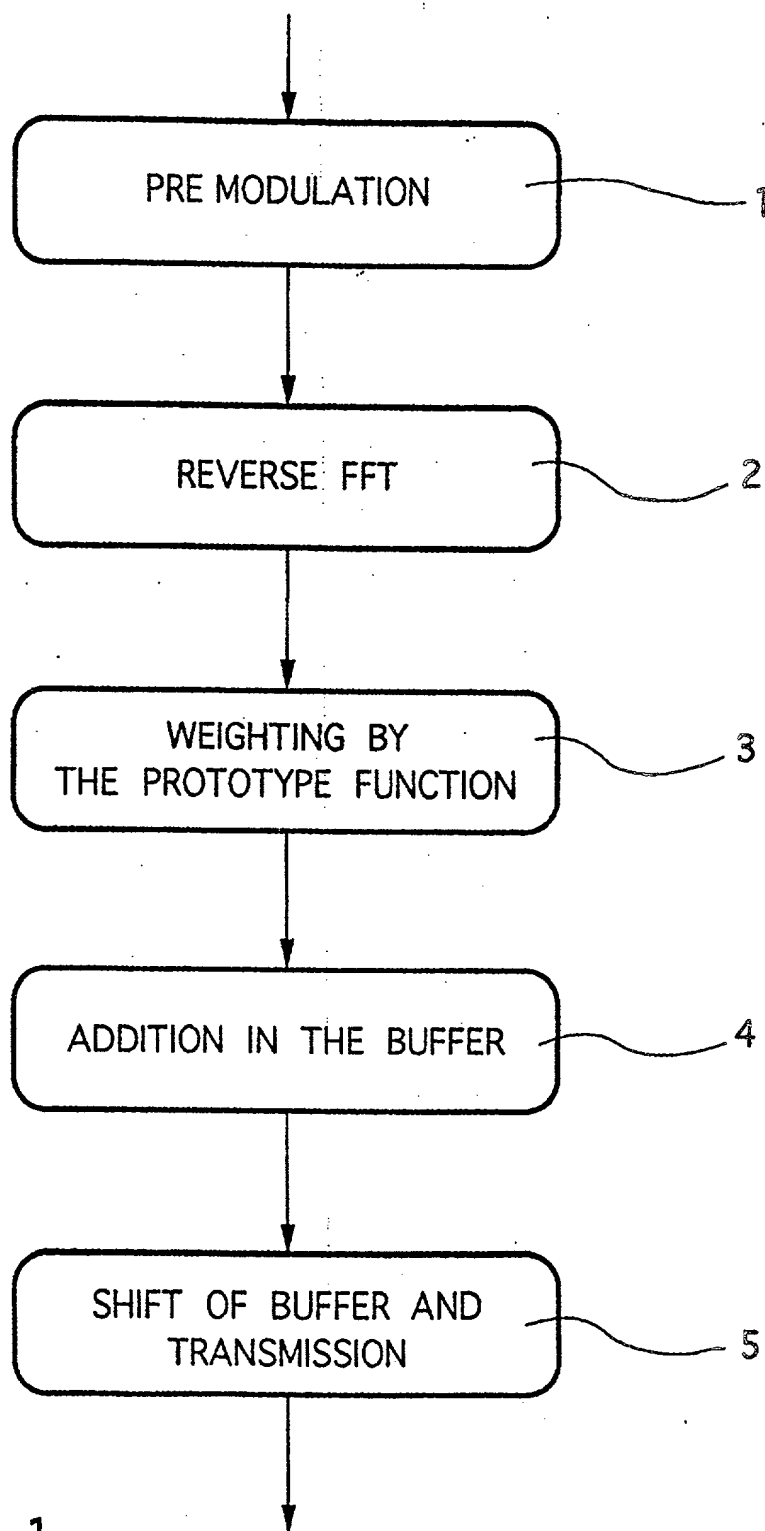 PRE MODULATION
1
REVERSE FFT
2
WEIGHTING BY
THE PROTOTYPE FUNCTION
3
ADDITION IN THE BUFFER
4
SHIFT OF BUFFER AND
TRANSMISSION
5
1